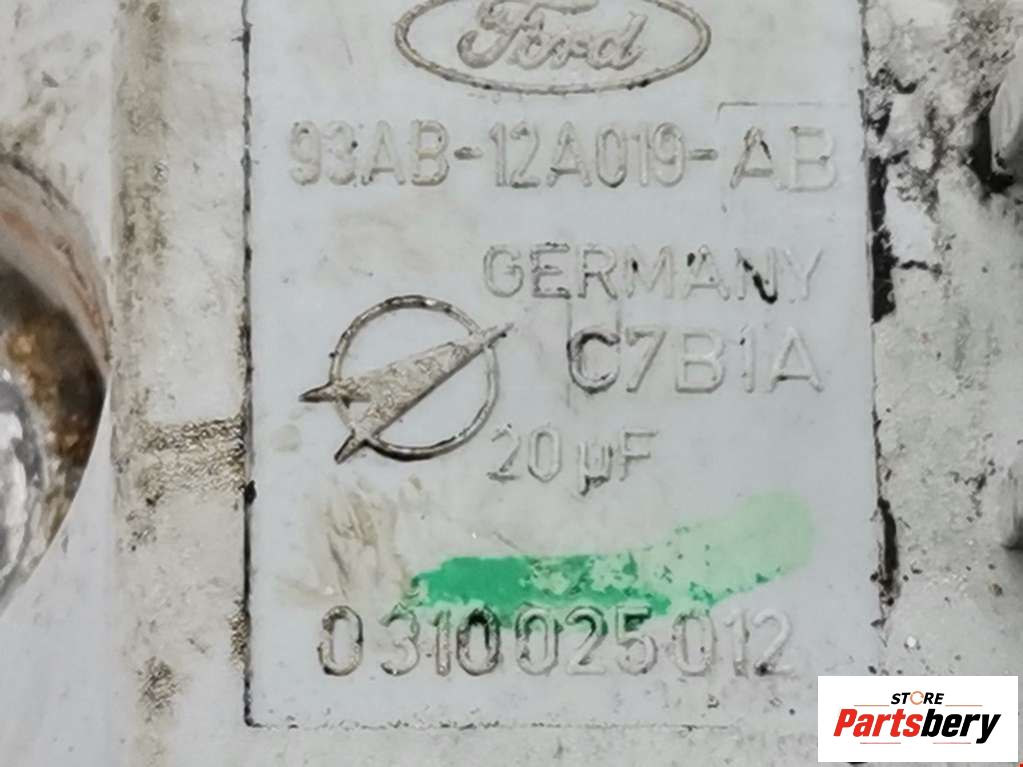 Ford
93AB-12A019-AB
GERMANY
C7B1A
20 µF
0310025012
STORE
Partsbery